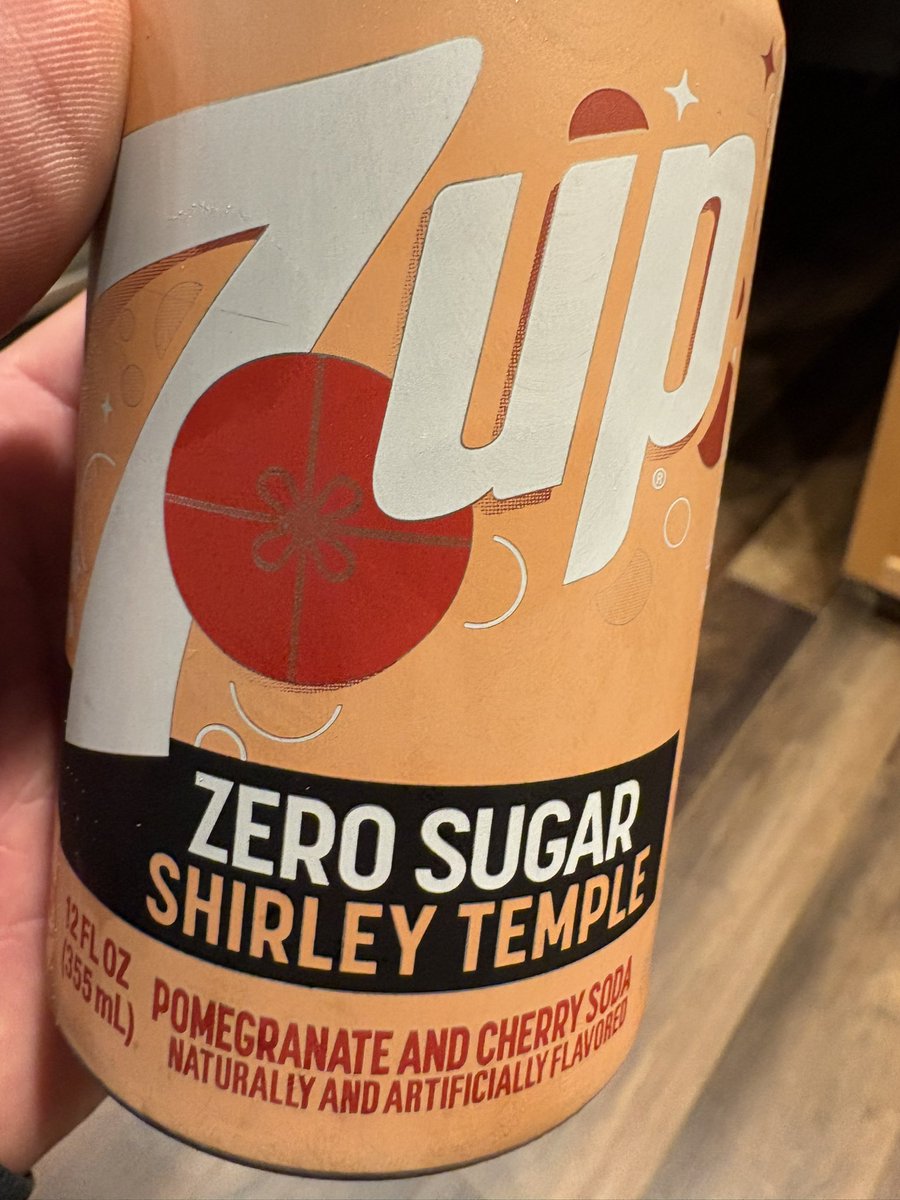 7up
®
ZERO SUGAR
SHIRLEY TEMPLE
12 FL OZ
(355 mL)
POMEGRANATE AND CHERRY SODA
NATURALLY AND ARTIFICIALLY FLAVORED